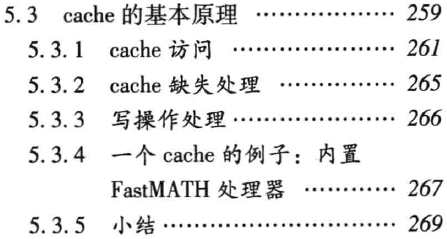 5.3 cache 的基本原理 ……………… 259
5.3.1 cache 访问 ……………… 261
5.3.2 cache 缺失处理 ………… 265
5.3.3 写操作处理 ……………… 266
5.3.4 一个 cache 的例子：内置
FastMATH 处理器 ………… 267
5.3.5 小结 ………………………… 269